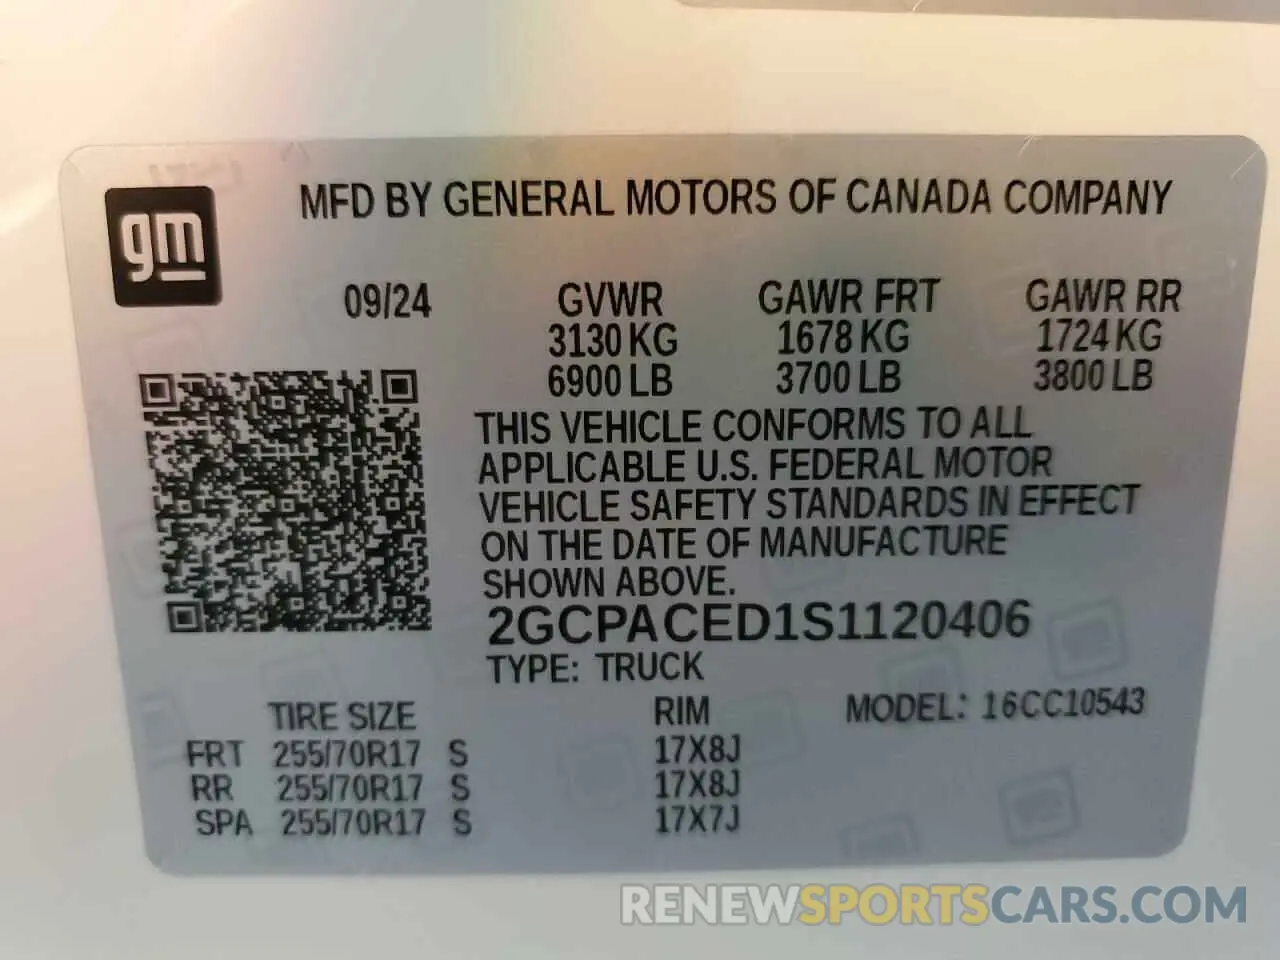 gm
MFD BY GENERAL MOTORS OF CANADA COMPANY
09/24 GVWR GAWR FRT GAWR RR
3130 KG 1678 KG 1724 KG
6900 LB 3700 LB 3800 LB
THIS VEHICLE CONFORMS TO ALL
APPLICABLE U.S. FEDERAL MOTOR
VEHICLE SAFETY STANDARDS IN EFFECT
ON THE DATE OF MANUFACTURE
SHOWN ABOVE.
2GCPACED1S1120406
TYPE: TRUCK
TIRE SIZE RIM MODEL: 16CC10543
FRT 255/70R17 S 17X8J
RR 255/70R17 S 17X8J
SPA 255/70R17 S 17X7J
RENEWSPORTSCARS.COM